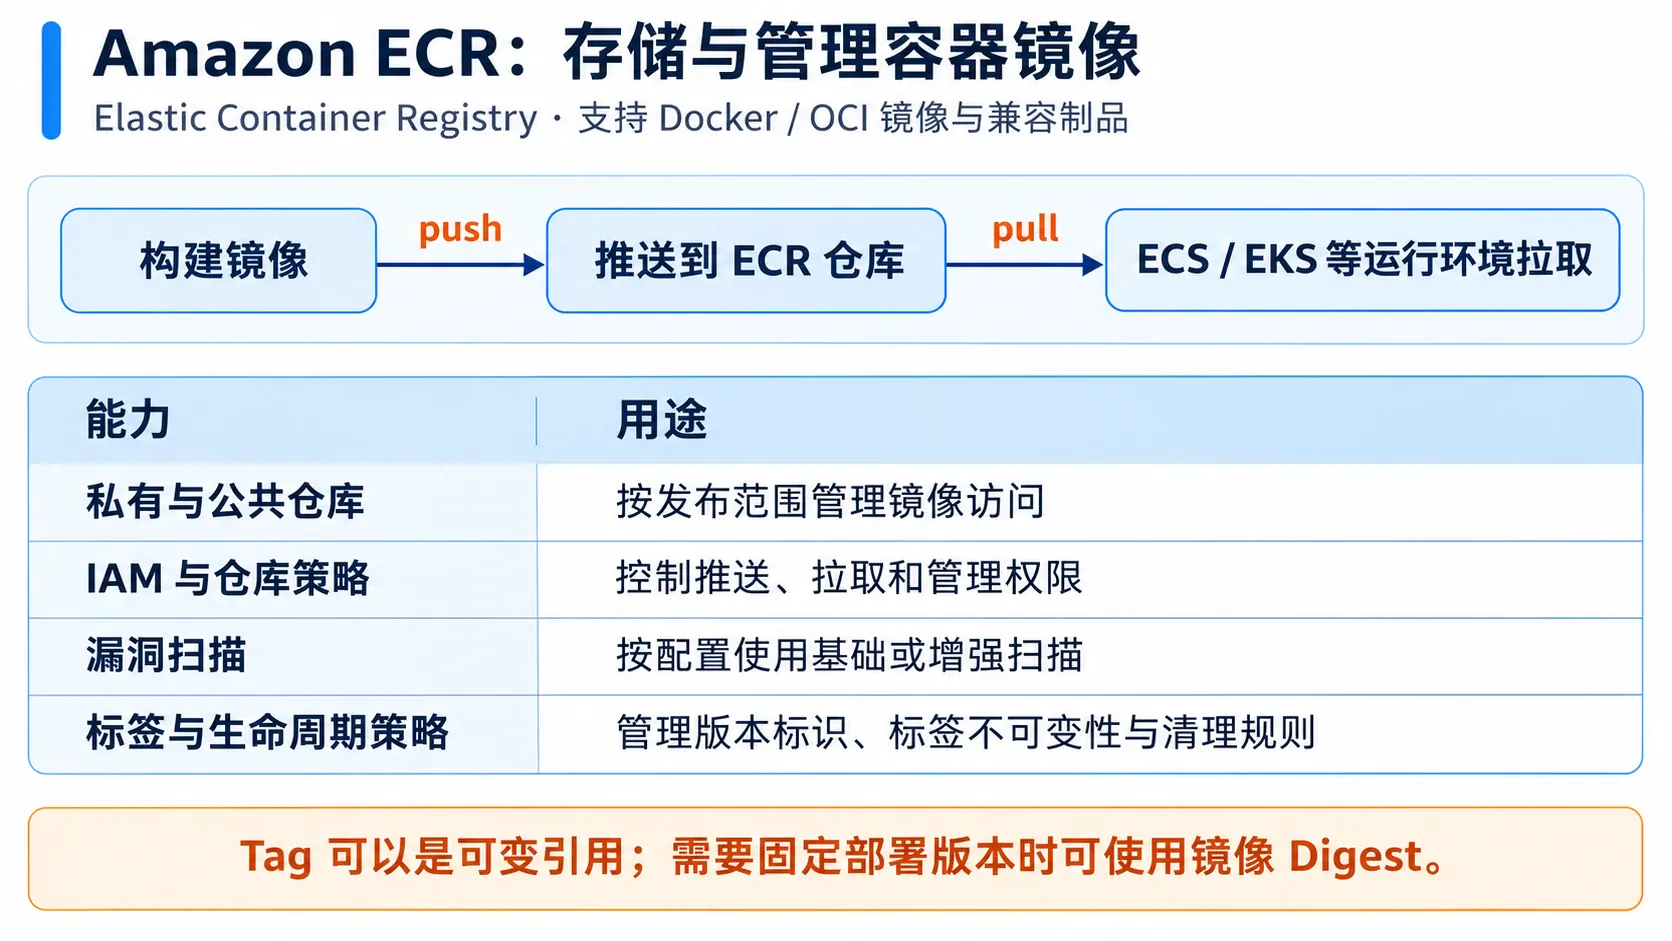 Amazon ECR：存储与管理容器镜像
Elastic Container Registry · 支持 Docker / OCI 镜像与兼容制品
构建镜像
push
推送到 ECR 仓库
pull
ECS / EKS 等运行环境拉取
能力 用途
私有与公共仓库 按发布范围管理镜像访问
IAM 与仓库策略 控制推送、拉取和管理权限
漏洞扫描 按配置使用基础或增强扫描
标签与生命周期策略 管理版本标识、标签不可变性与清理规则
Tag 可以是可变引用；需要固定部署版本时可使用镜像 Digest。